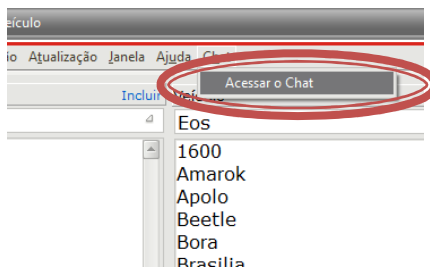 eículo
io Atualização Janela Ajuda Chat
Acessar o Chat
Incluir Veículo
Eos
1600
Amarok
Apolo
Beetle
Bora
Brasilia